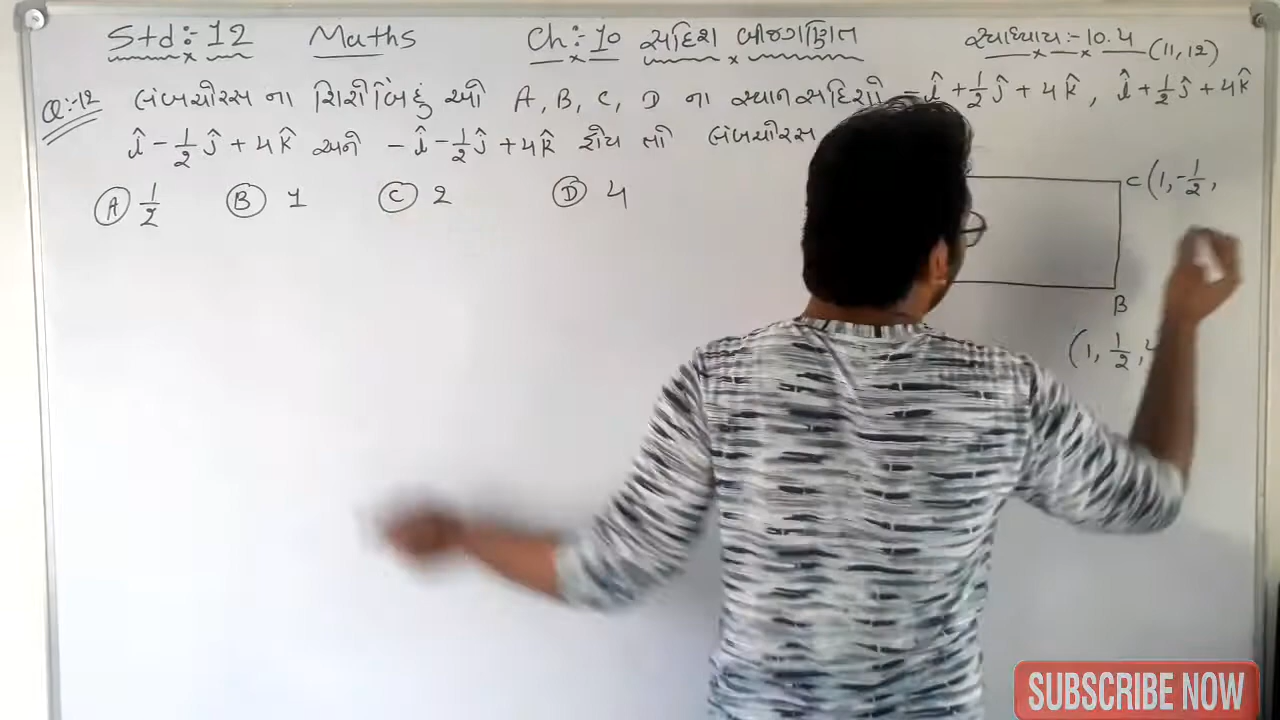 Std :- 12 Maths Ch :- 10 સદિશ બીજગણિત સ્વાધ્યાય :- 10.4 (11, 12)
Q :- 12 લંબચોરસ ના શિરોબિંદુ ઓ A, B, C, D ના સ્થાનસદિશો -î + 1/2 ĵ + 4k̂, î + 1/2 ĵ + 4k̂
î - 1/2 ĵ + 4k̂ અને -î - 1/2 ĵ + 4k̂ હોય તો લંબચોરસ
(A) 1/2 (B) 1 (C) 2 (D) 4
C (1, -1/2,
B
(1, 1/2, 4
SUBSCRIBE NOW